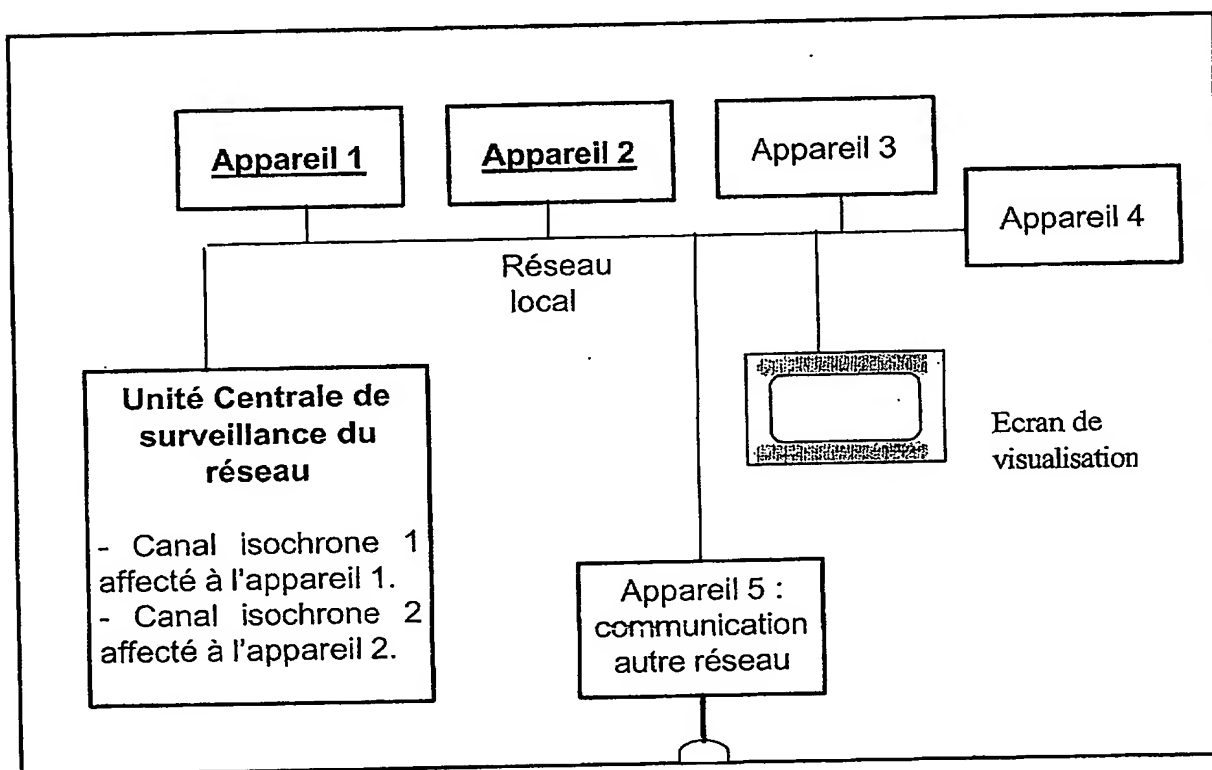 Appareil 1
Appareil 2
Appareil 3
Appareil 4
Réseau
local
Unité Centrale de
surveillance du
réseau
- Canal isochrone 1
affecté à l'appareil 1.
- Canal isochrone 2
affecté à l'appareil 2.
Ecran de
visualisation
Appareil 5 :
communication
autre réseau